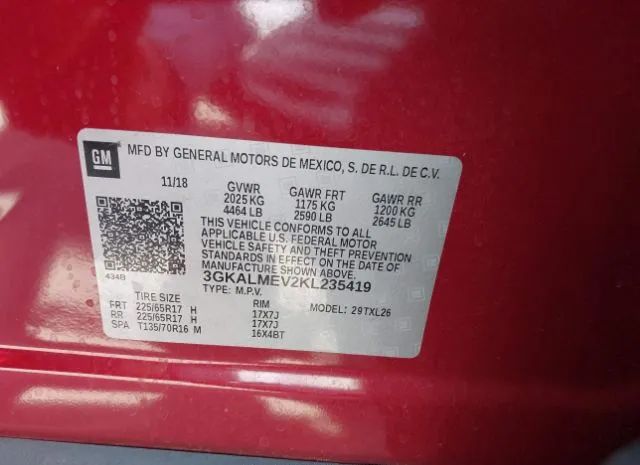 GM MFD BY GENERAL MOTORS DE MEXICO, S. DE R.L. DE C.V.
11/18 GVWR GAWR FRT GAWR RR
2025 KG 1175 KG 1200 KG
4464 LB 2590 LB 2645 LB
THIS VEHICLE CONFORMS TO ALL
APPLICABLE U.S. FEDERAL MOTOR
VEHICLE SAFETY AND THEFT PREVENTION
STANDARDS IN EFFECT ON THE DATE OF
MANUFACTURE SHOWN ABOVE.
434B 3GKALMEV2KL235419
TYPE: M.P.V.
TIRE SIZE RIM MODEL: 29TXL26
FRT 225/65R17 H 17X7J
RR 225/65R17 H 17X7J
SPA T135/70R16 M 16X4BT